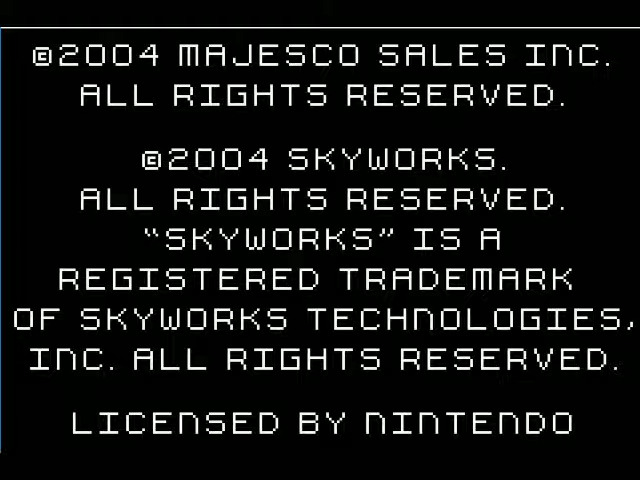 ©2004 MAJESCO SALES INC.
ALL RIGHTS RESERVED.
©2004 SKYWORKS.
ALL RIGHTS RESERVED.
“SKYWORKS” IS A
REGISTERED TRADEMARK
OF SKYWORKS TECHNOLOGIES,
INC. ALL RIGHTS RESERVED.
LICENSED BY NINTENDO